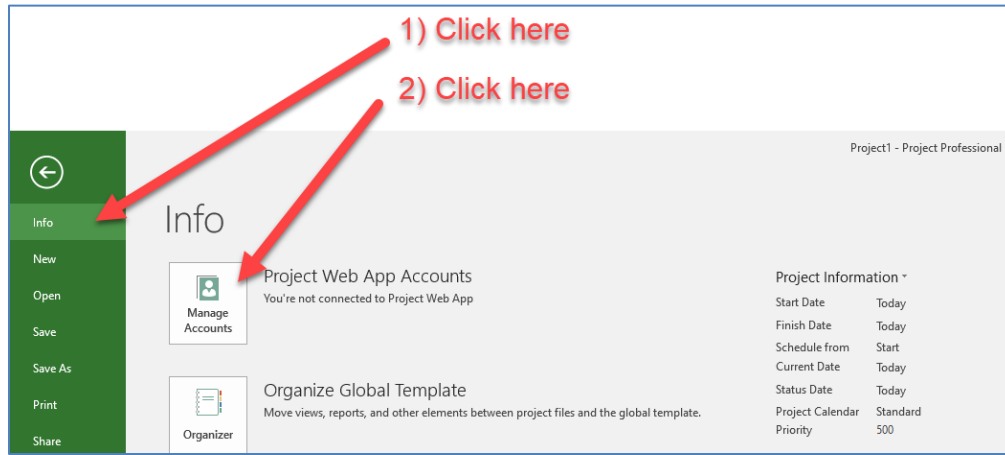 1) Click here
2) Click here
Project1 - Project Professional
Info
New
Open
Save
Save As
Print
Share
Info
Manage
Accounts
Project Web App Accounts
You're not connected to Project Web App
Organizer
Organize Global Template
Move views, reports, and other elements between project files and the global template.
Project Information
Start Date Today
Finish Date Today
Schedule from Start
Current Date Today
Status Date Today
Project Calendar Standard
Priority 500